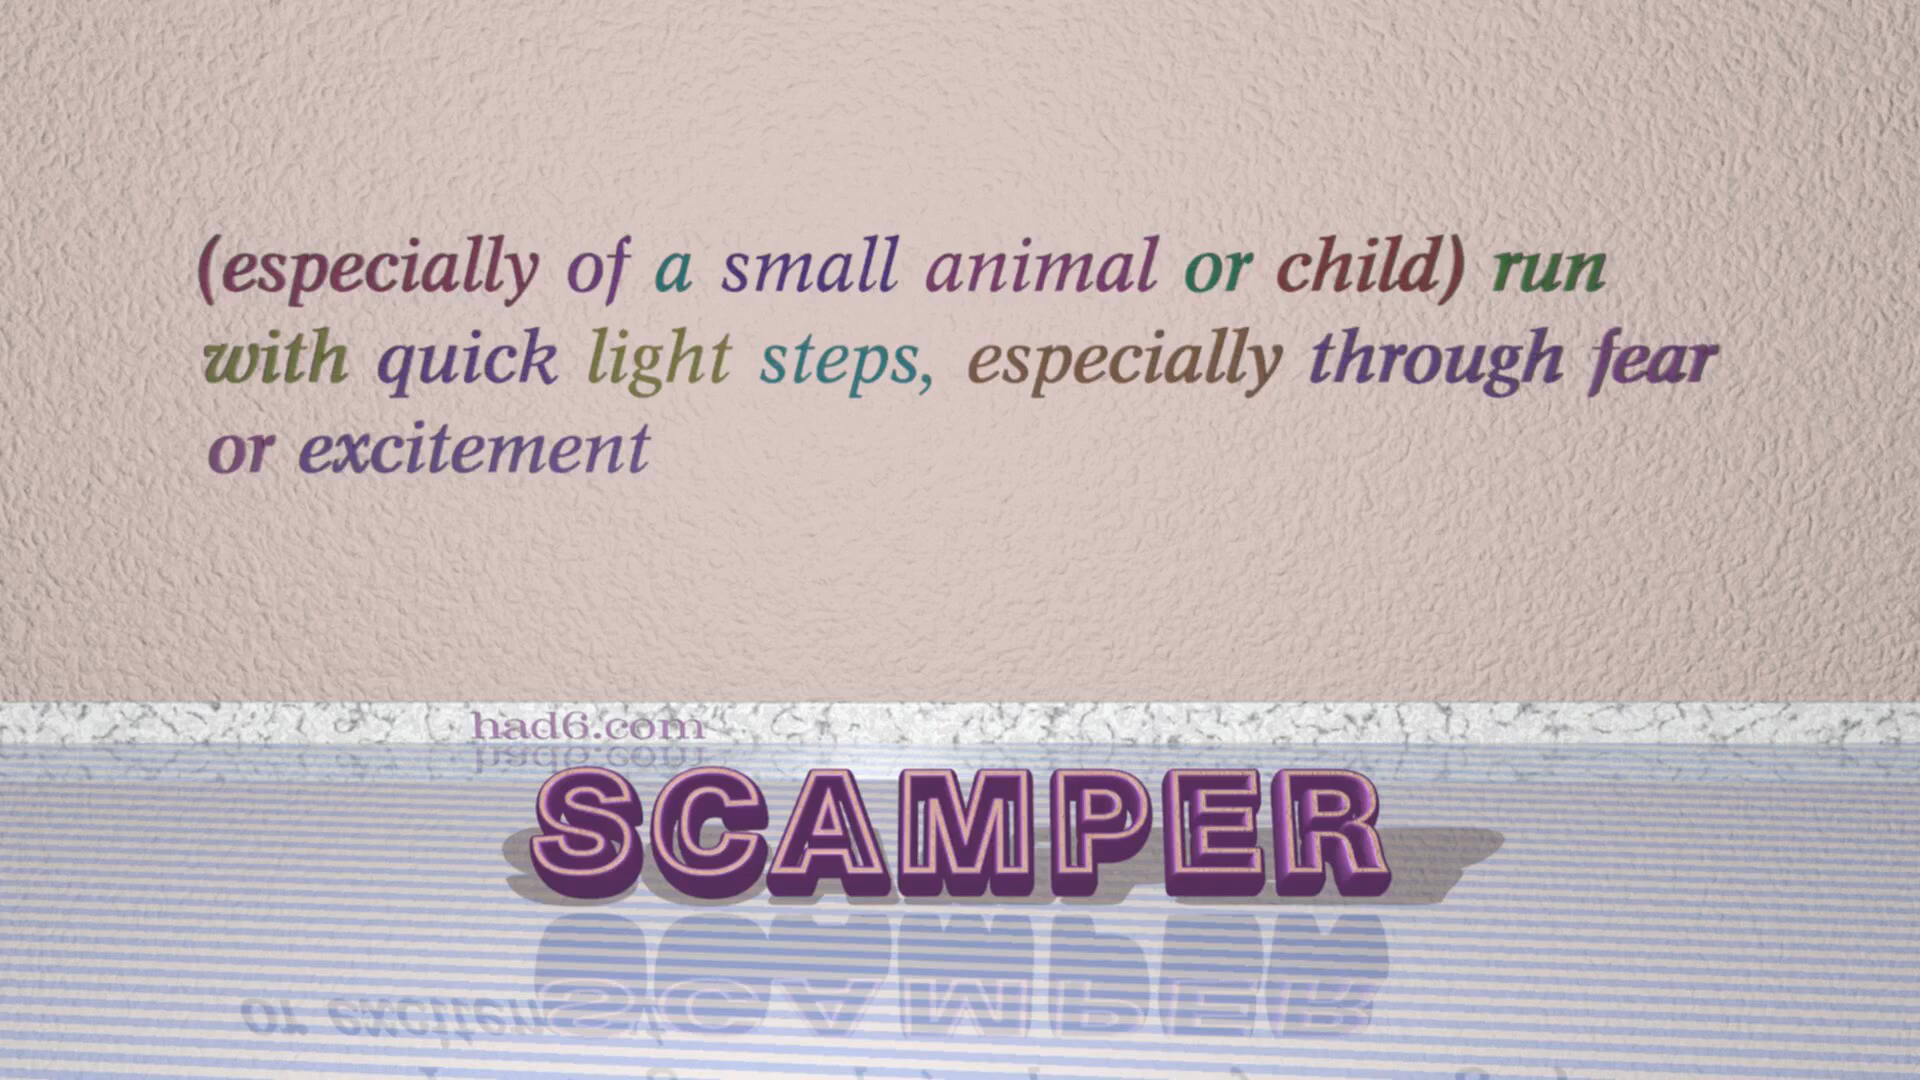 (especially of a small animal or child) run
with quick light steps, especially through fear
or excitement
had6.com
SCAMPER